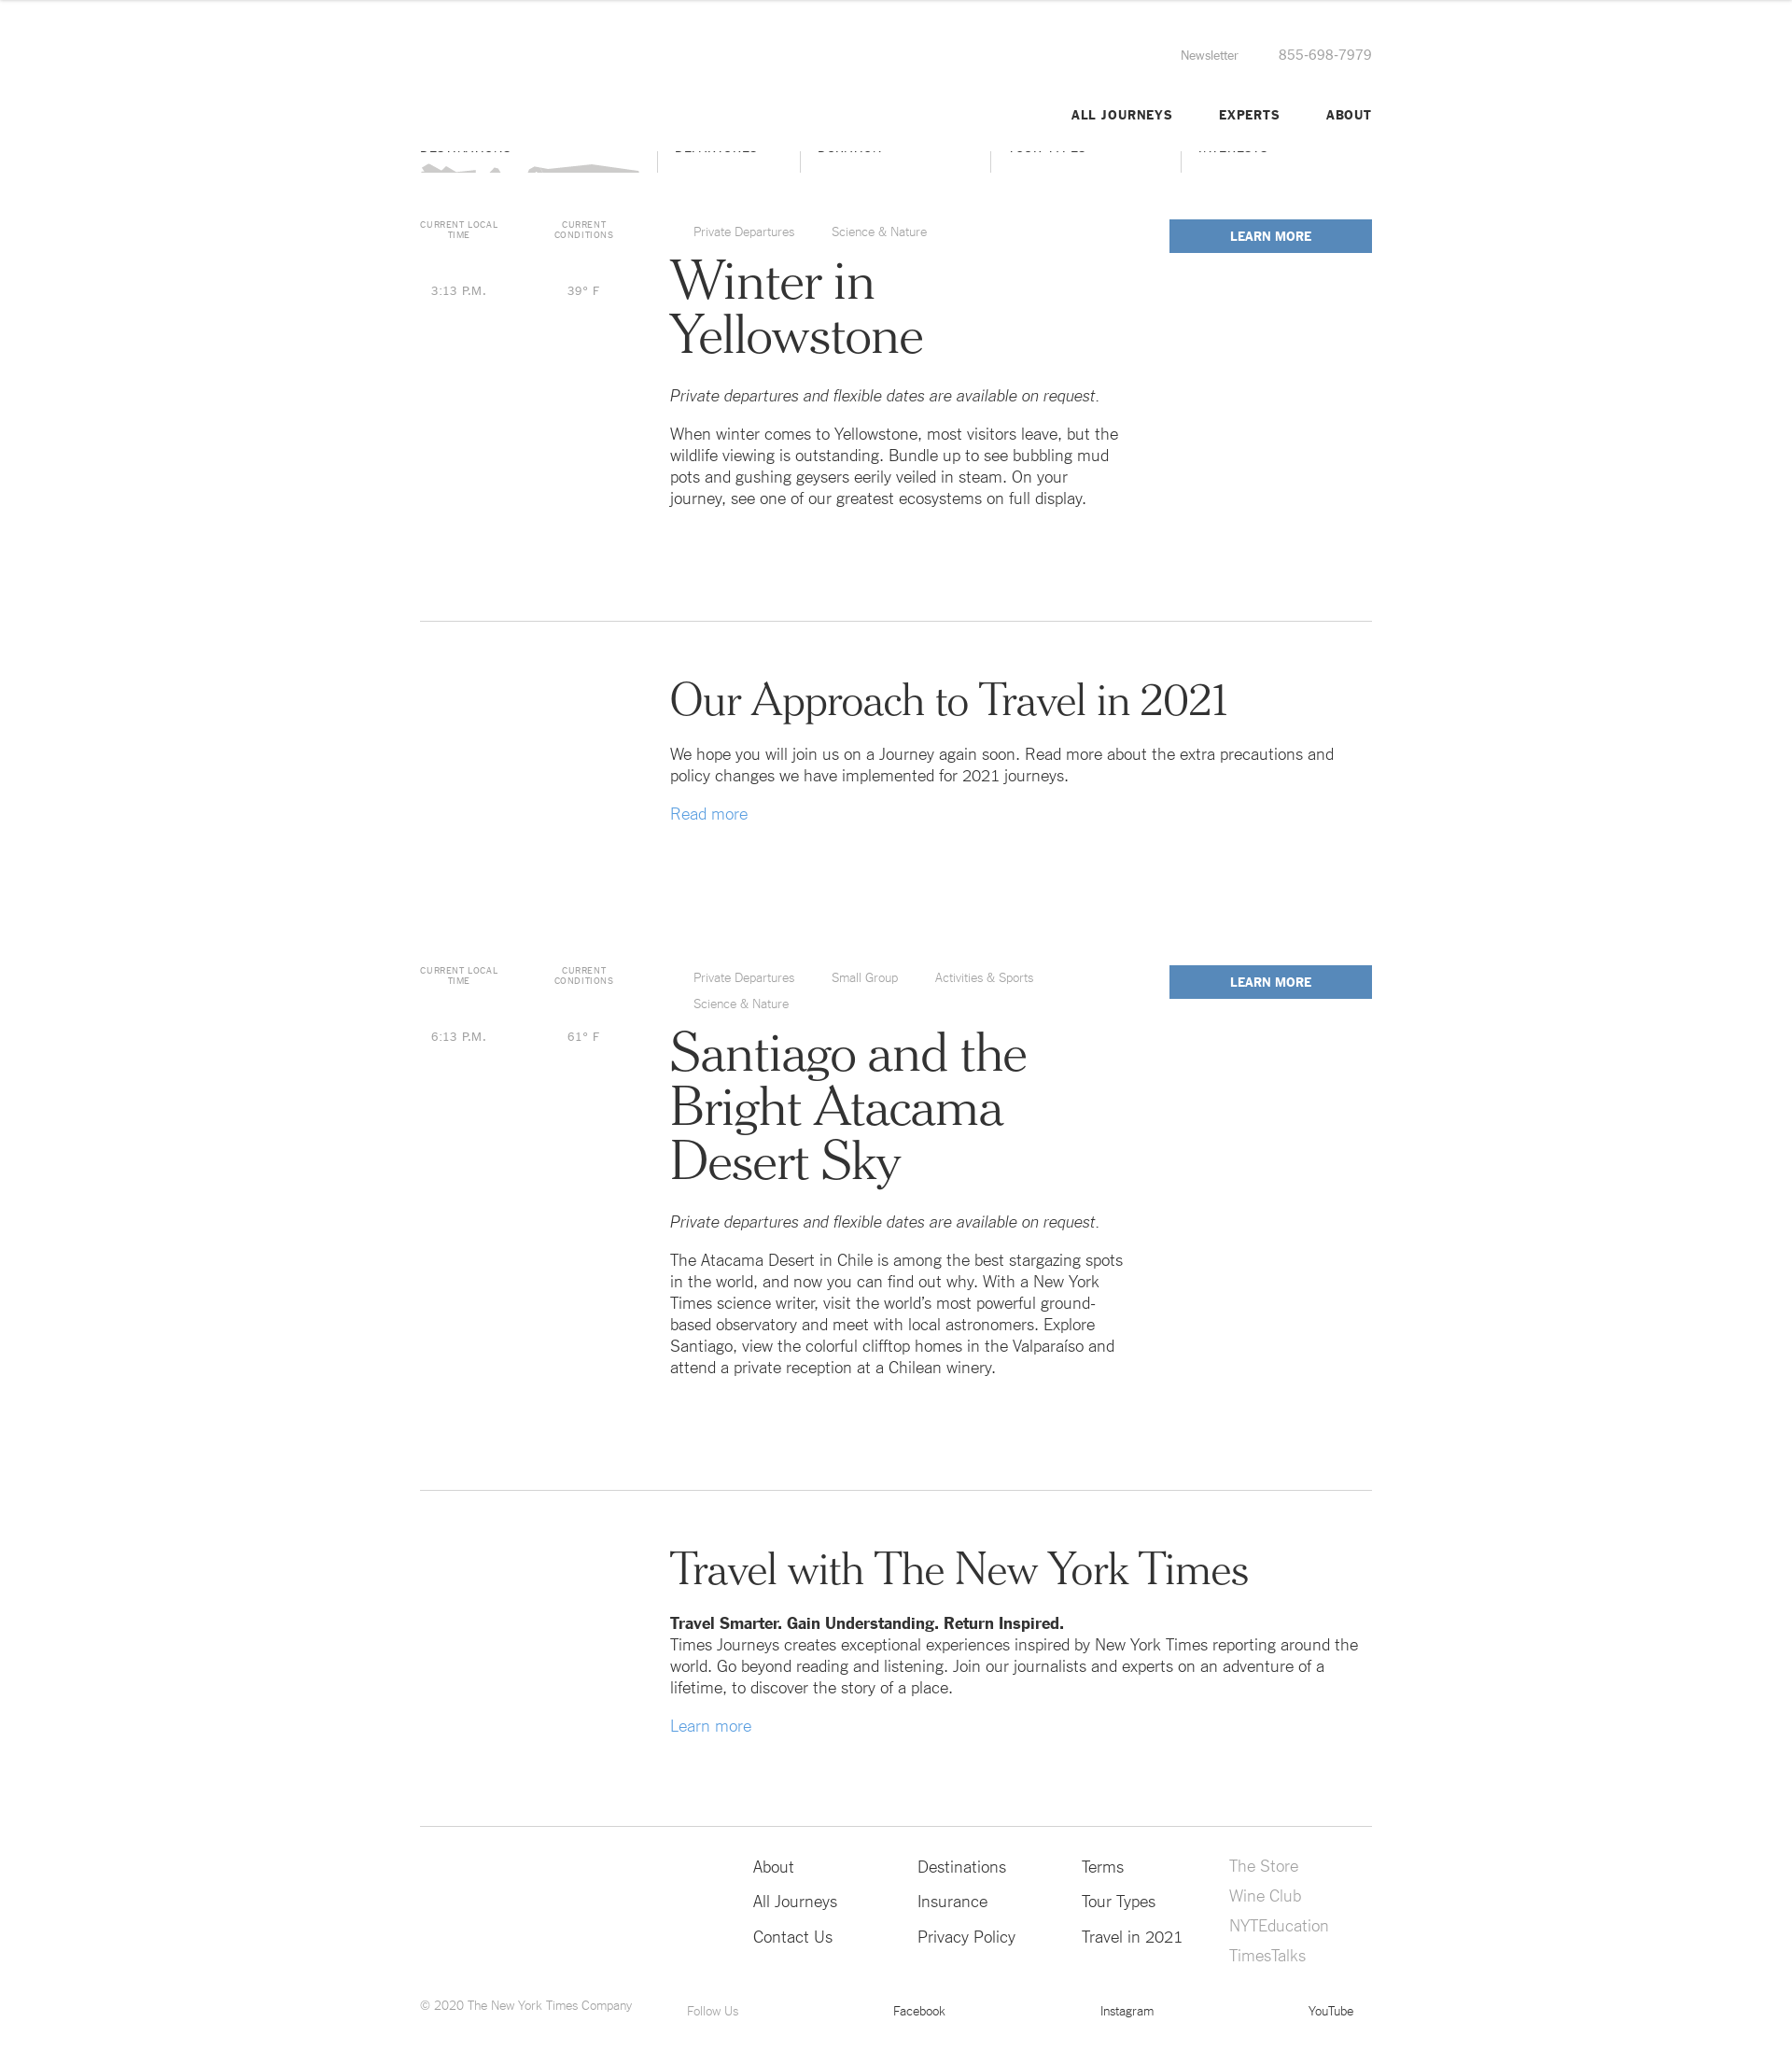 Newsletter 855-698-7979
ALL JOURNEYS EXPERTS ABOUT
DESTINATIONS DEPARTURES DURATION TOUR TYPES INTERESTS
CURRENT LOCAL
TIME
CURRENT
CONDITIONS
3:13 P.M. 39° F
Private Departures Science & Nature
LEARN MORE
Winter in
Yellowstone
Private departures and flexible dates are available on request.
When winter comes to Yellowstone, most visitors leave, but the
wildlife viewing is outstanding. Bundle up to see bubbling mud
pots and gushing geysers eerily veiled in steam. On your
journey, see one of our greatest ecosystems on full display.
Our Approach to Travel in 2021
We hope you will join us on a Journey again soon. Read more about the extra precautions and
policy changes we have implemented for 2021 journeys.
Read more
CURRENT LOCAL
TIME
CURRENT
CONDITIONS
6:13 P.M. 61° F
Private Departures Small Group Activities & Sports
Science & Nature
LEARN MORE
Santiago and the
Bright Atacama
Desert Sky
Private departures and flexible dates are available on request.
The Atacama Desert in Chile is among the best stargazing spots
in the world, and now you can find out why. With a New York
Times science writer, visit the world’s most powerful ground-
based observatory and meet with local astronomers. Explore
Santiago, view the colorful clifftop homes in the Valparaíso and
attend a private reception at a Chilean winery.
Travel with The New York Times
Travel Smarter. Gain Understanding. Return Inspired.
Times Journeys creates exceptional experiences inspired by New York Times reporting around the
world. Go beyond reading and listening. Join our journalists and experts on an adventure of a
lifetime, to discover the story of a place.
Learn more
About
All Journeys
Contact Us
Destinations
Insurance
Privacy Policy
Terms
Tour Types
Travel in 2021
The Store
Wine Club
NYTEducation
TimesTalks
© 2020 The New York Times Company
Follow Us Facebook Instagram YouTube